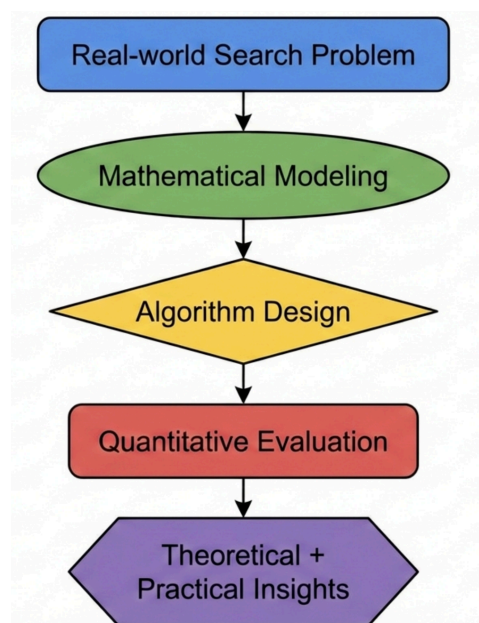 Real-world Search Problem
Mathematical Modeling
Algorithm Design
Quantitative Evaluation
Theoretical +
Practical Insights